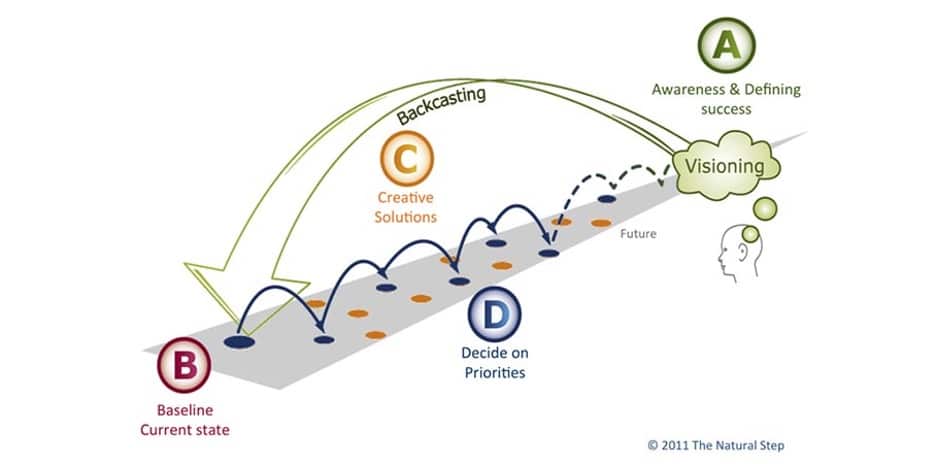 A
Awareness & Defining
success
Backcasting
Visioning
C
Creative
Solutions
Future
D
Decide on
Priorities
B
Baseline
Current state
© 2011 The Natural Step